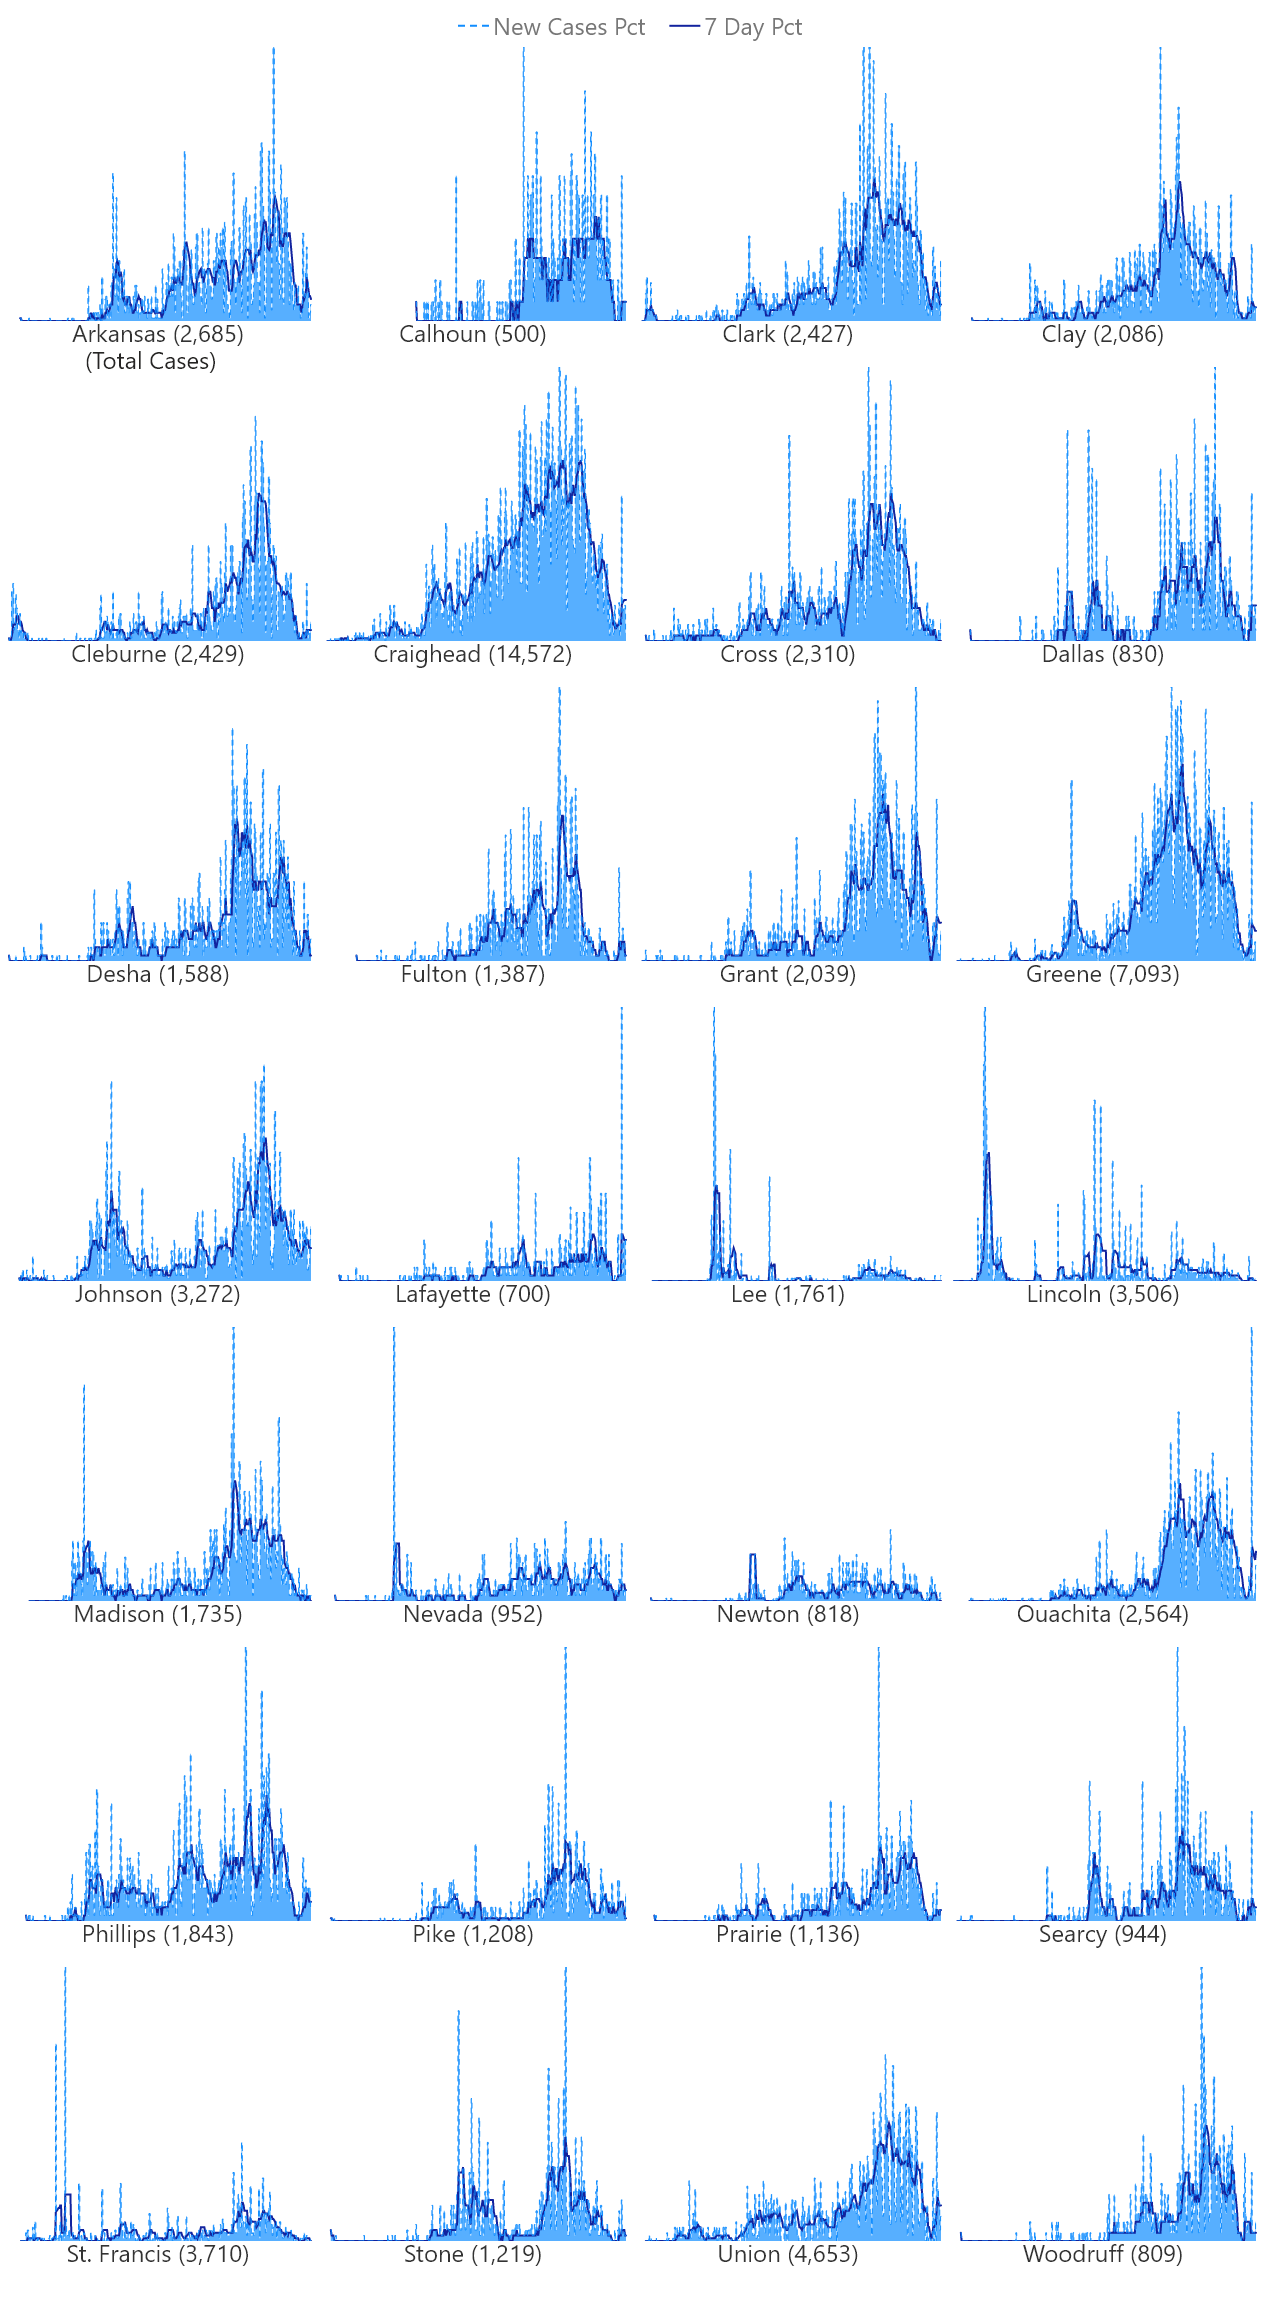 New Cases Pct 7 Day Pct
Arkansas (2,685) Calhoun (500) Clark (2,427) Clay (2,086)
(Total Cases)
Cleburne (2,429) Craighead (14,572) Cross (2,310) Dallas (830)
Desha (1,588) Fulton (1,387) Grant (2,039) Greene (7,093)
Johnson (3,272) Lafayette (700) Lee (1,761) Lincoln (3,506)
Madison (1,735) Nevada (952) Newton (818) Ouachita (2,564)
Phillips (1,843) Pike (1,208) Prairie (1,136) Searcy (944)
St. Francis (3,710) Stone (1,219) Union (4,653) Woodruff (809)